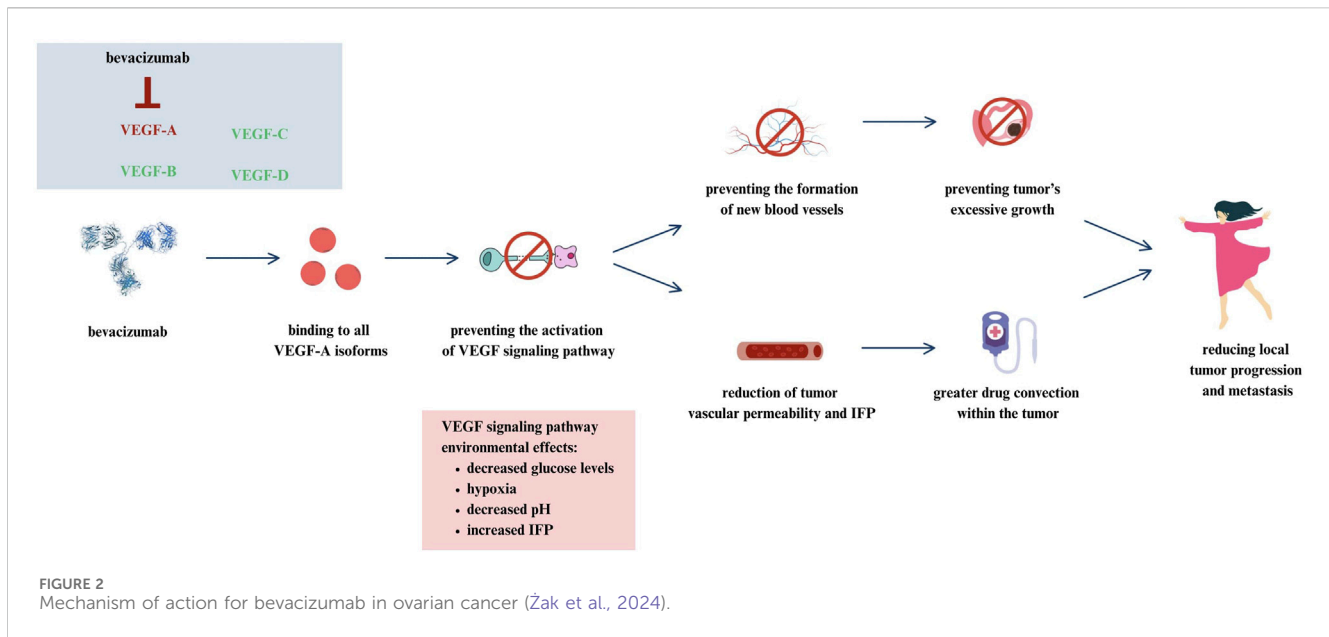 bevacizumab
VEGF-A
VEGF-C
VEGF-B
VEGF-D
bevacizumab
binding to all
VEGF-A isoforms
preventing the activation
of VEGF signaling pathway
preventing the formation
of new blood vessels
preventing tumor's
excessive growth
reduction of tumor
vascular permeability and IFP
greater drug convection
within the tumor
reducing local
tumor progression
and metastasis
VEGF signaling pathway
environmental effects:
• decreased glucose levels
• hypoxia
• decreased pH
• increased IFP
FIGURE 2
Mechanism of action for bevacizumab in ovarian cancer (Żak et al., 2024).